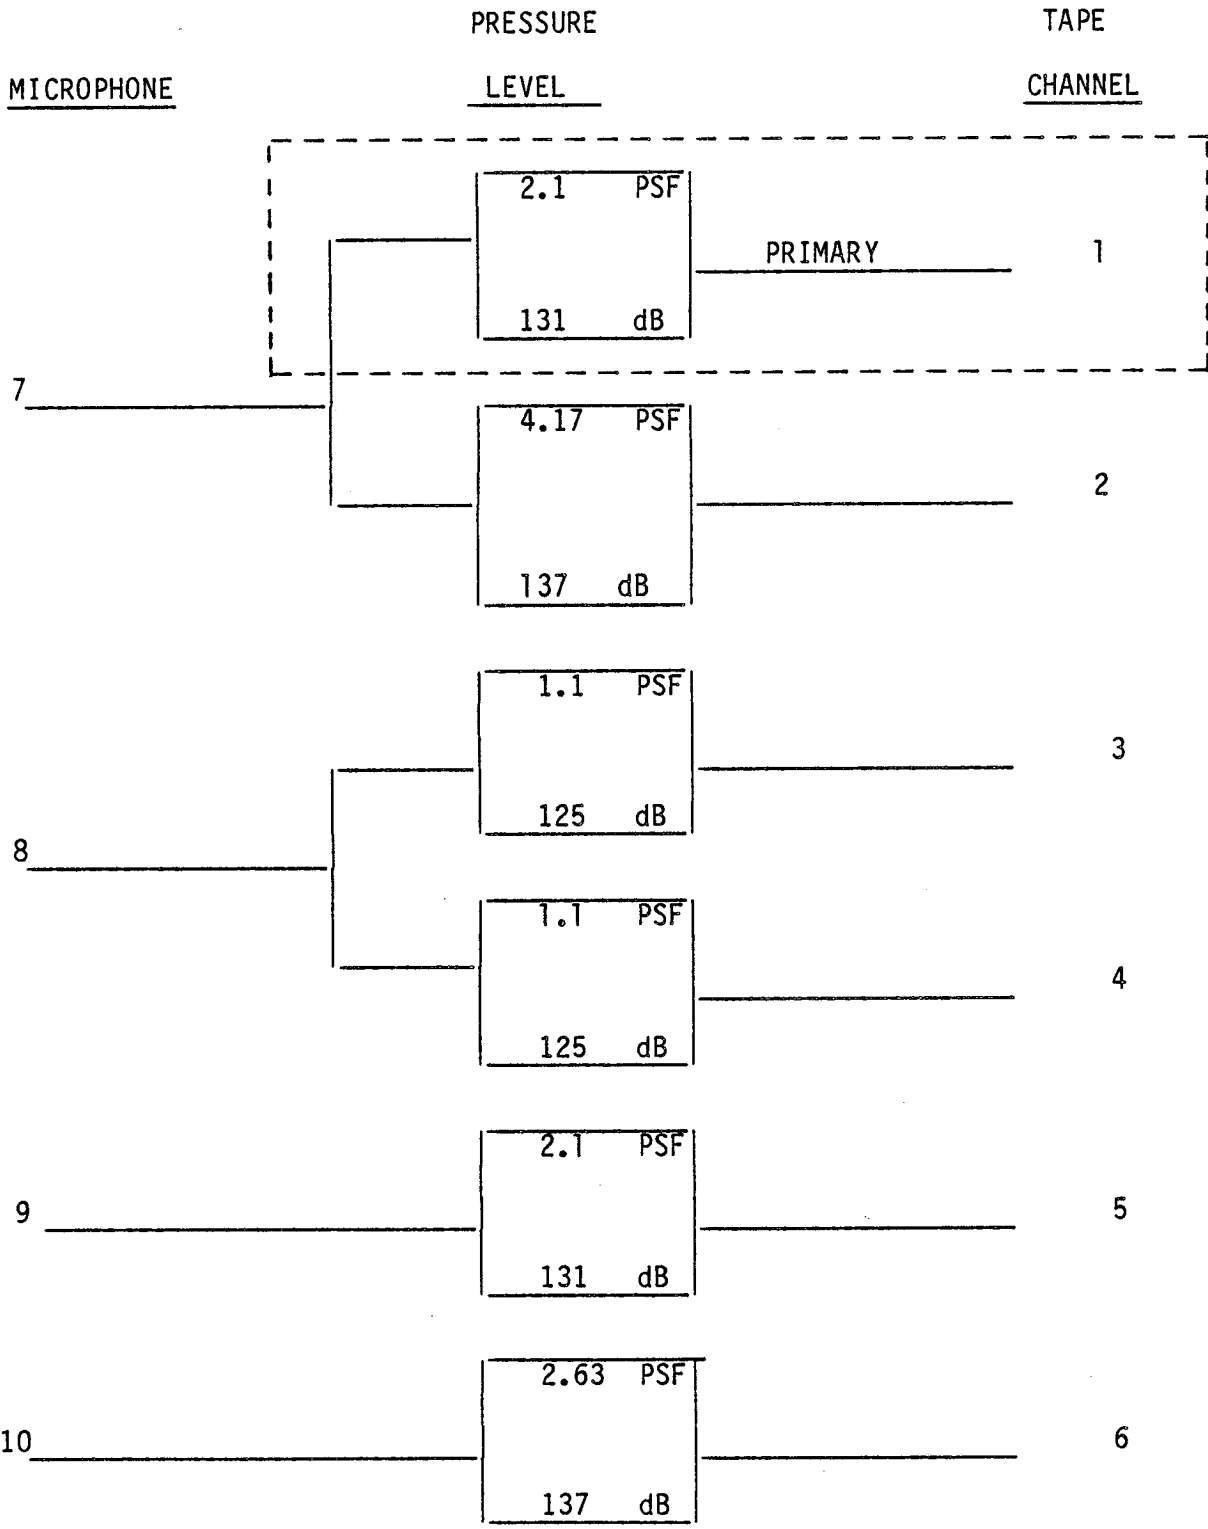 PRESSURE TAPE
MICROPHONE LEVEL CHANNEL
2.1 PSF
PRIMARY 1
131 dB
7
4.17 PSF
2
137 dB
1.1 PSF
3
125 dB
8
1.1 PSF
4
125 dB
2.1 PSF
9 5
131 dB
2.63 PSF
10 6
137 dB